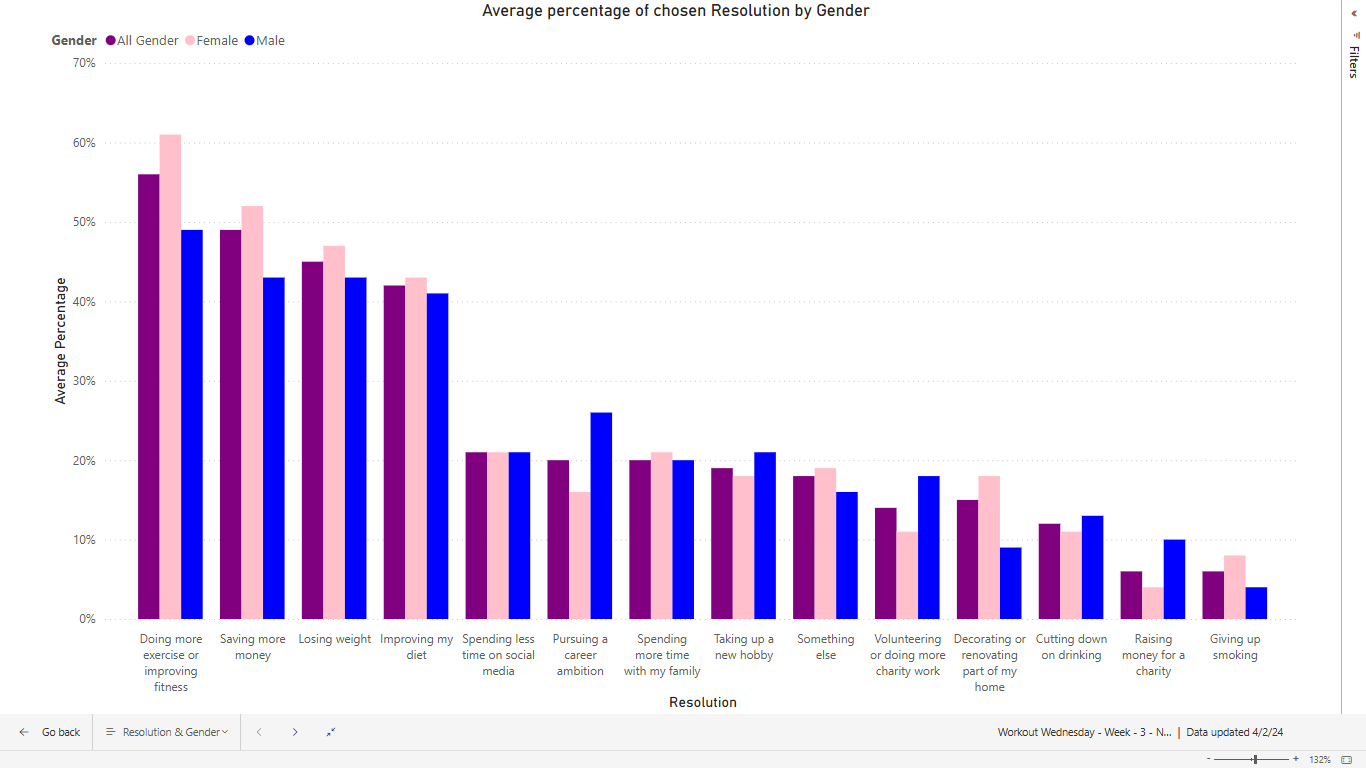 Average percentage of chosen Resolution by Gender
Gender All Gender Female Male
70%
60%
50%
40%
30%
20%
10%
0%
Average Percentage
Doing more exercise or improving fitness
Saving more money
Losing weight
Improving my diet
Spending less time on social media
Pursuing a career ambition
Spending more time with my family
Taking up a new hobby
Something else
Volunteering or doing more charity work
Decorating or renovating part of my home
Cutting down on drinking
Raising money for a charity
Giving up smoking
Resolution
Filters
Go back
Resolution & Gender
Workout Wednesday - Week - 3 - N... | Data updated 4/2/24
- + 132%